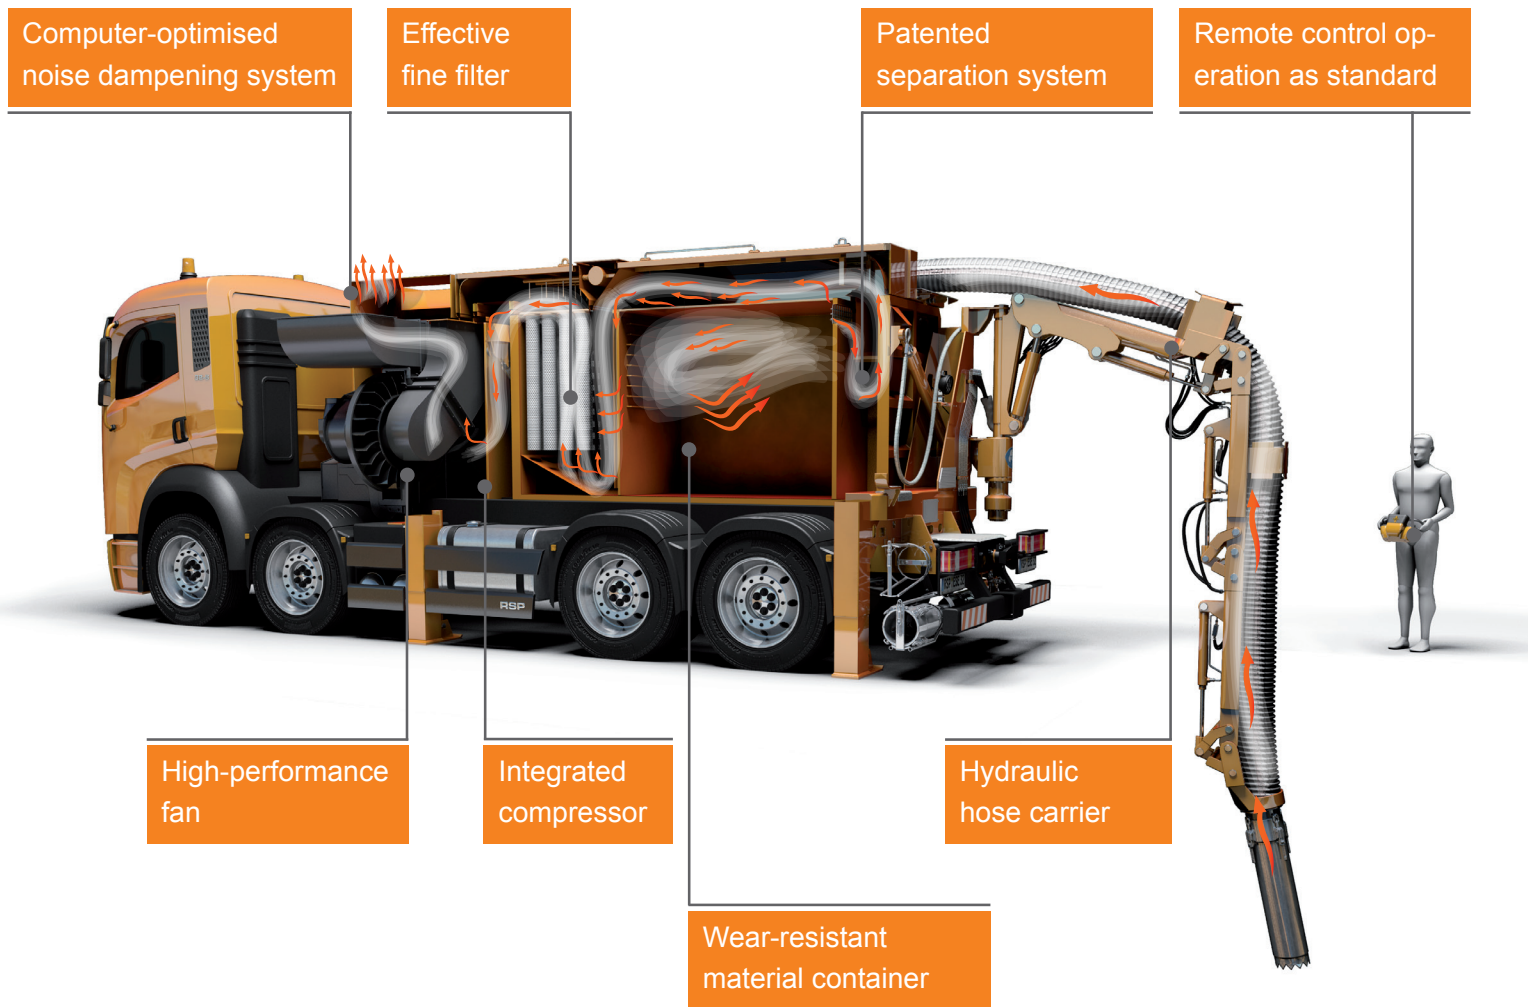 Computer-optimised
noise dampening system
Effective
fine filter
Patented
separation system
Remote control op-
eration as standard
RSP
High-performance
fan
Integrated
compressor
Hydraulic
hose carrier
Wear-resistant
material container